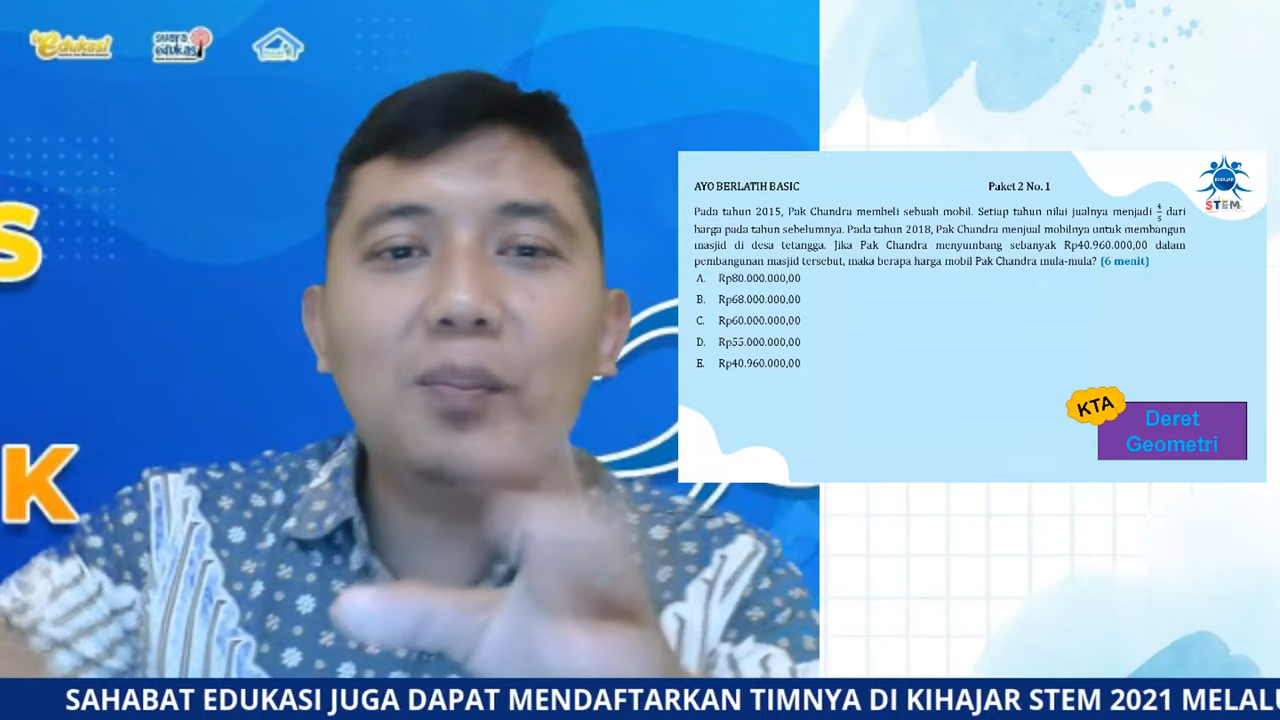 Edukasi
suara
edukasi
S
K
AYO BERLATIH BASIC Paket 2 No. 1
KIHAJAR
STEM
Pada tahun 2015, Pak Chandra membeli sebuah mobil. Setiap tahun nilai jualnya menjadi 4/5 dari
harga pada tahun sebelumnya. Pada tahun 2018, Pak Chandra menjual mobilnya untuk membangun
masjid di desa tetangga. Jika Pak Chandra menyumbang sebanyak Rp40.960.000,00 dalam
pembangunan masjid tersebut, maka berapa harga mobil Pak Chandra mula-mula? (6 menit)
A. Rp80.000.000,00
B. Rp68.000.000,00
C. Rp60.000.000,00
D. Rp55.000.000,00
E. Rp40.960.000,00
KTA
Deret
Geometri
SAHABAT EDUKASI JUGA DAPAT MENDAFTARKAN TIMNYA DI KIHAJAR STEM 2021 MELALU